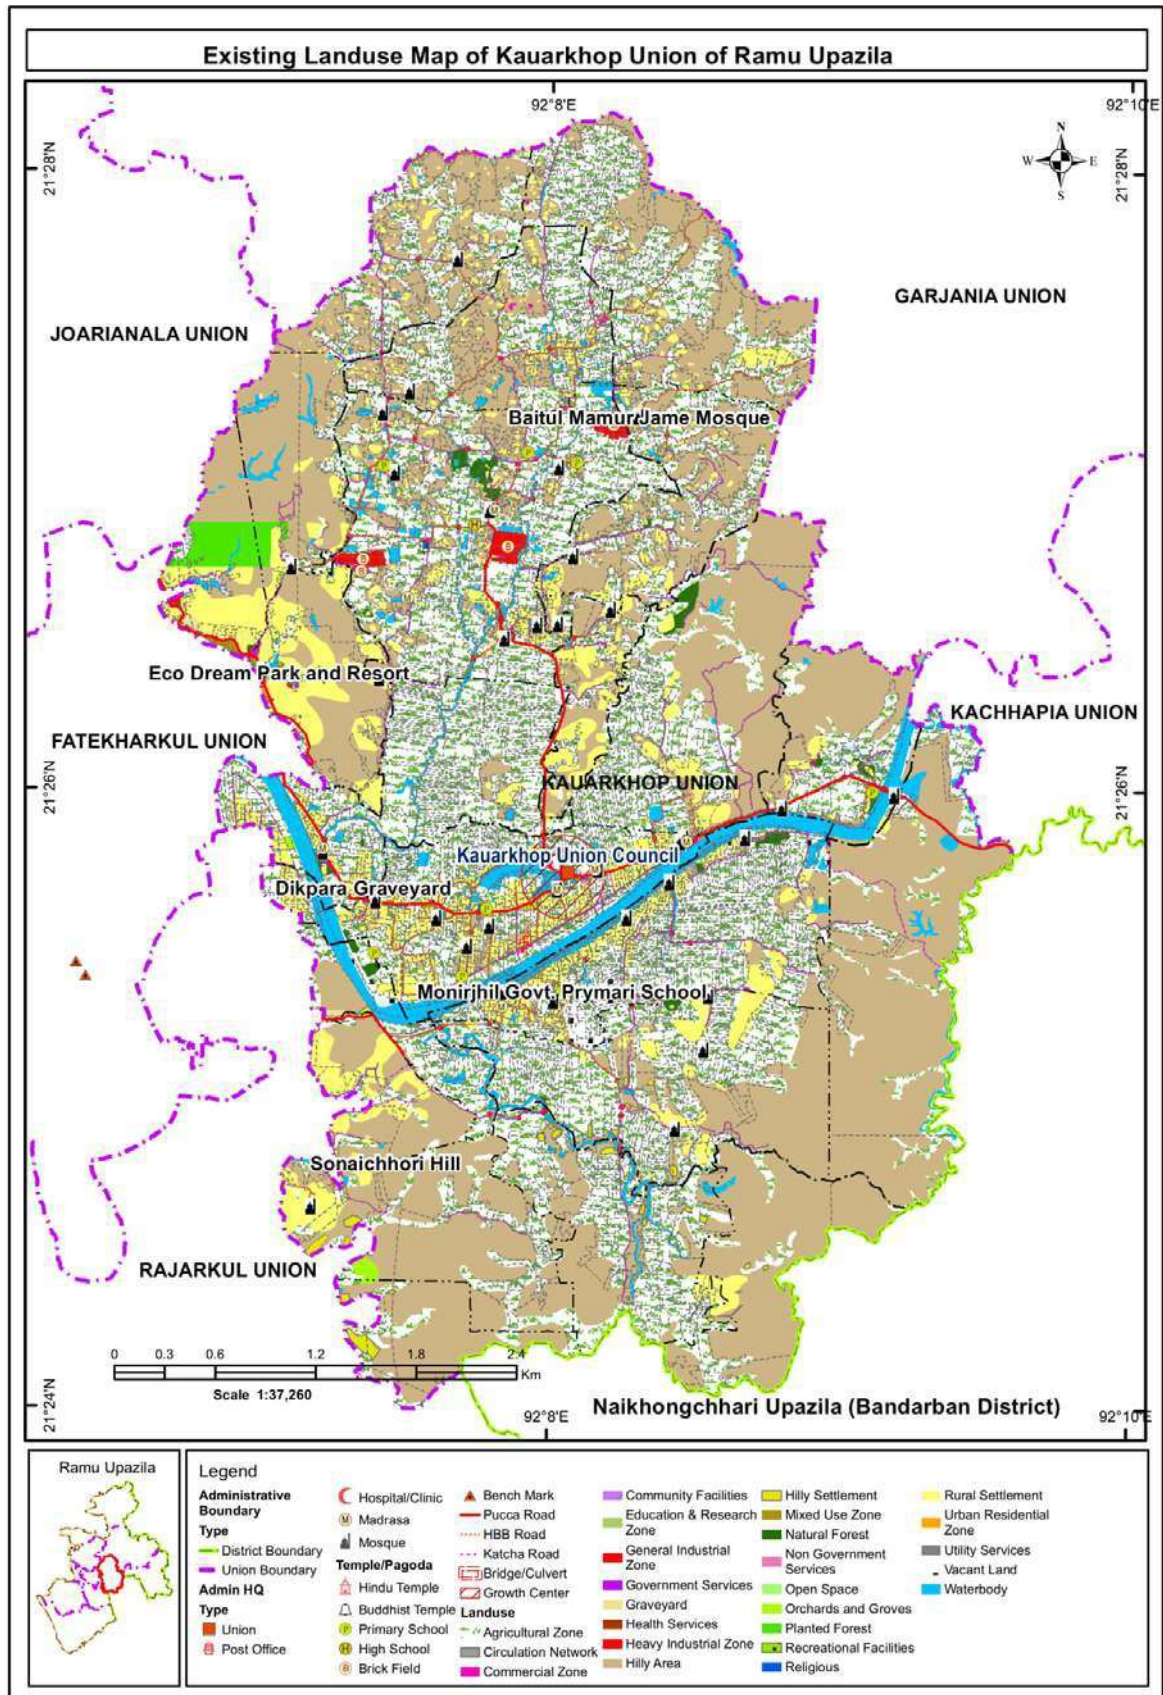 Existing Landuse Map of Kauarkhop Union of Ramu Upazila
92°8'E
92°10'E
21°28'N
21°28'N
N
W
E
S
GARJANIA UNION
JOARIANALA UNION
Baitul Mamur Jame Mosque
Eco Dream Park and Resort
KACHHAPIA UNION
FATEKHARKUL UNION
KAUARKHOP UNION
21°26'N
21°26'N
Kauarkhop Union Council
Dikpara Graveyard
Monirjhil Govt. Prymari School
Sonaichhori Hill
RAJARKUL UNION
0 0.3 0.6 1.2 1.8 2.4
Km
Scale 1:37,260
21°24'N
92°8'E
Naikhongchhari Upazila (Bandarban District)
92°10'E
Ramu Upazila
Legend
Administrative
Boundary
Type
District Boundary
Union Boundary
Admin HQ
Type
Union
Post Office
Hospital/Clinic
Madrasa
Mosque
Temple/Pagoda
Hindu Temple
Buddhist Temple
Primary School
High School
Brick Field
Bench Mark
Pucca Road
HBB Road
Katcha Road
Bridge/Culvert
Growth Center
Landuse
Agricultural Zone
Circulation Network
Commercial Zone
Community Facilities
Education & Research
Zone
General Industrial
Zone
Government Services
Graveyard
Health Services
Heavy Industrial Zone
Hilly Area
Hilly Settlement
Mixed Use Zone
Natural Forest
Non Government
Services
Open Space
Orchards and Groves
Planted Forest
Recreational Facilities
Religious
Rural Settlement
Urban Residential
Zone
Utility Services
Vacant Land
Waterbody